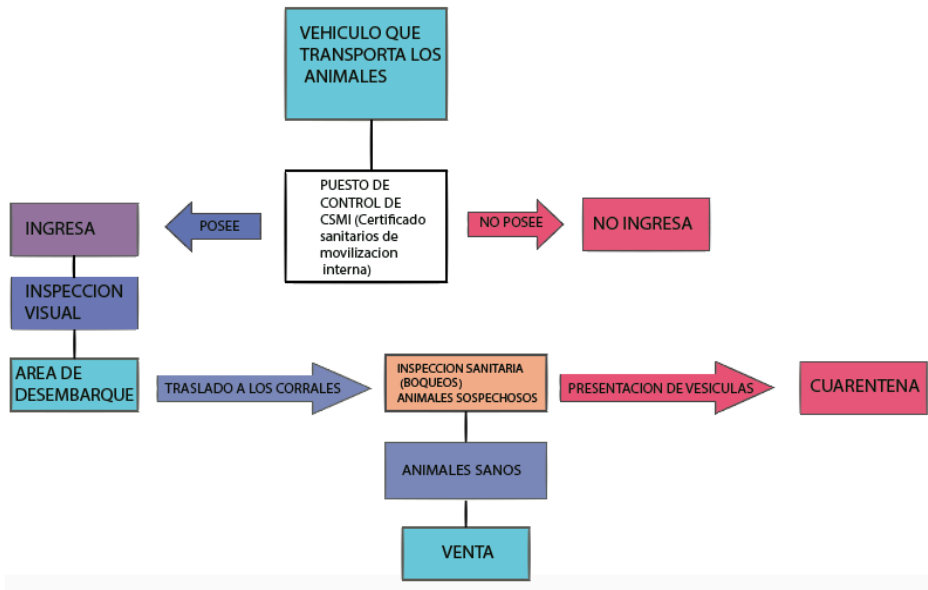 VEHICULO QUE
TRANSPORTA LOS
ANIMALES
PUESTO DE
CONTROL DE
CSMI (Certificado
sanitarios de
movilizacion
interna)
INGRESA
POSEE
NO POSEE
NO INGRESA
INSPECCION
VISUAL
AREA DE
DESEMBARQUE
TRASLADO A LOS CORRALES
INSPECCION SANITARIA
(BOQUEOS)
ANIMALES SOSPECHOSOS
PRESENTACION DE VESICULAS
CUARENTENA
ANIMALES SANOS
VENTA